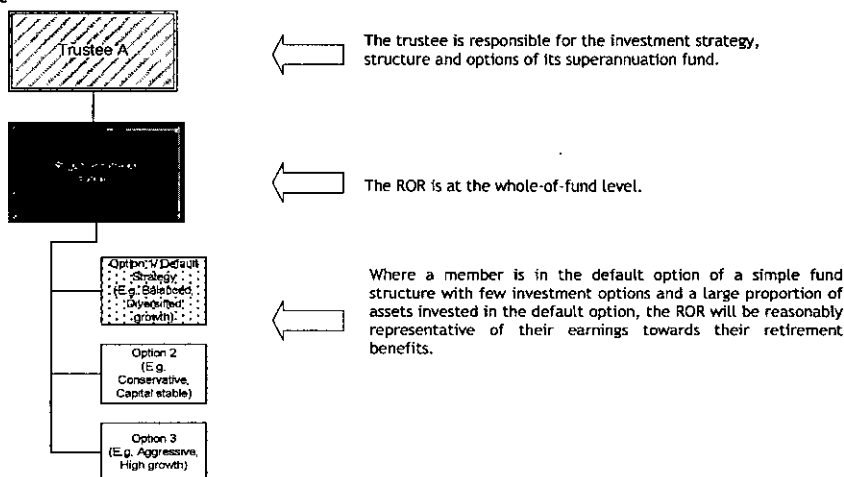 Trustee A
The trustee is responsible for the investment strategy,
structure and options of its superannuation fund.
The ROR is at the whole-of-fund level.
Option 1/ Default
Strategy
(E.g. Balanced,
Diversified
growth)
Where a member is in the default option of a simple fund
structure with few investment options and a large proportion of
assets invested in the default option, the ROR will be reasonably
representative of their earnings towards their retirement
benefits.
Option 2
(E.g.
Conservative,
Capital stable)
Option 3
(E.g. Aggressive,
High growth)